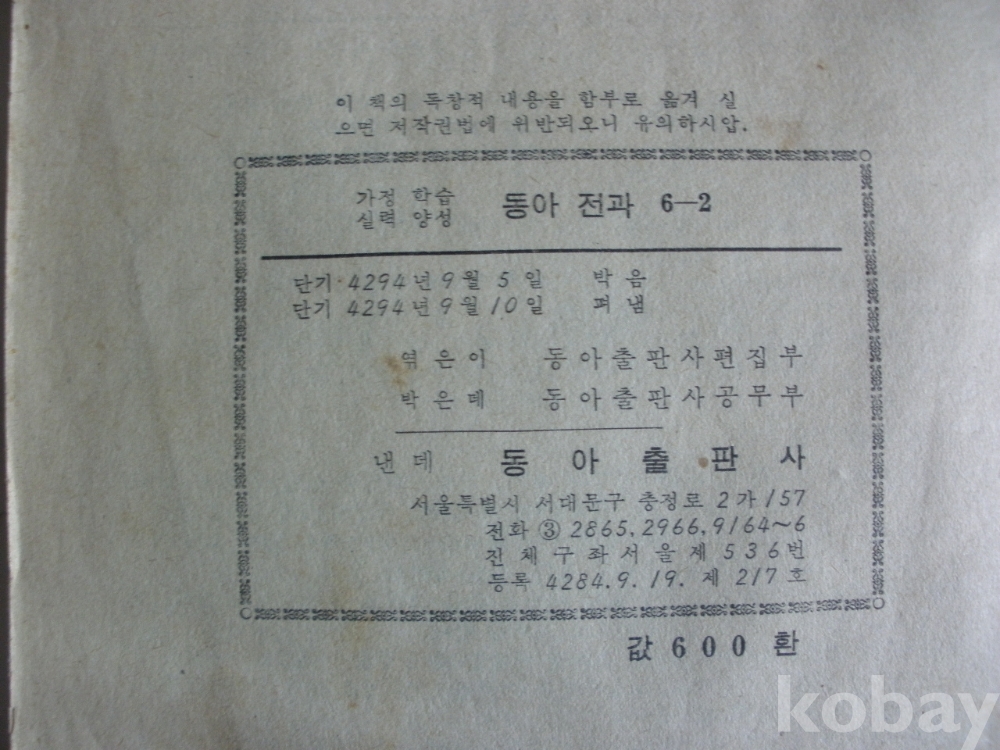 이 책의 독창적 내용을 함부로 옮겨 실
으면 저작권법에 위반되오니 유의하시압.
가정 학습
실력 양성
동아 전과 6—2
단기 4294년 9월 5일 박음
단기 4294년 9월 10일 펴냄
엮은이 동아출판사편집부
박은데 동아출판사공무부
낸데 동아출판사
서울특별시 서대문구 충정로 2가 157
전화 ③ 2865, 2966, 9164~6
진체구좌서울제536번
등록 4284. 9. 19. 제 217호
값 600 환
kobay